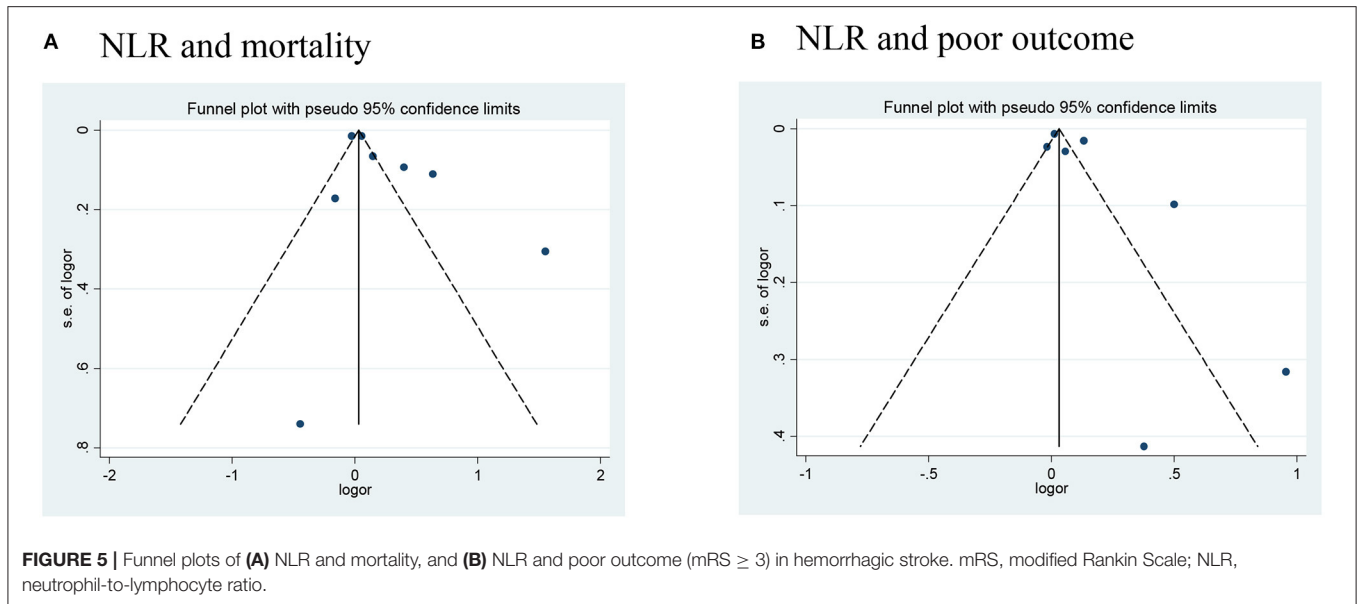 A NLR and mortality
Funnel plot with pseudo 95% confidence limits
s.e. of logor
0
.2
.4
.6
.8
-2 -1 0 1 2
logor
B NLR and poor outcome
Funnel plot with pseudo 95% confidence limits
s.e. of logor
0
.1
.2
.3
.4
-1 -.5 0 .5 1
logor
FIGURE 5 | Funnel plots of (A) NLR and mortality, and (B) NLR and poor outcome (mRS ≥ 3) in hemorrhagic stroke. mRS, modified Rankin Scale; NLR,
neutrophil-to-lymphocyte ratio.